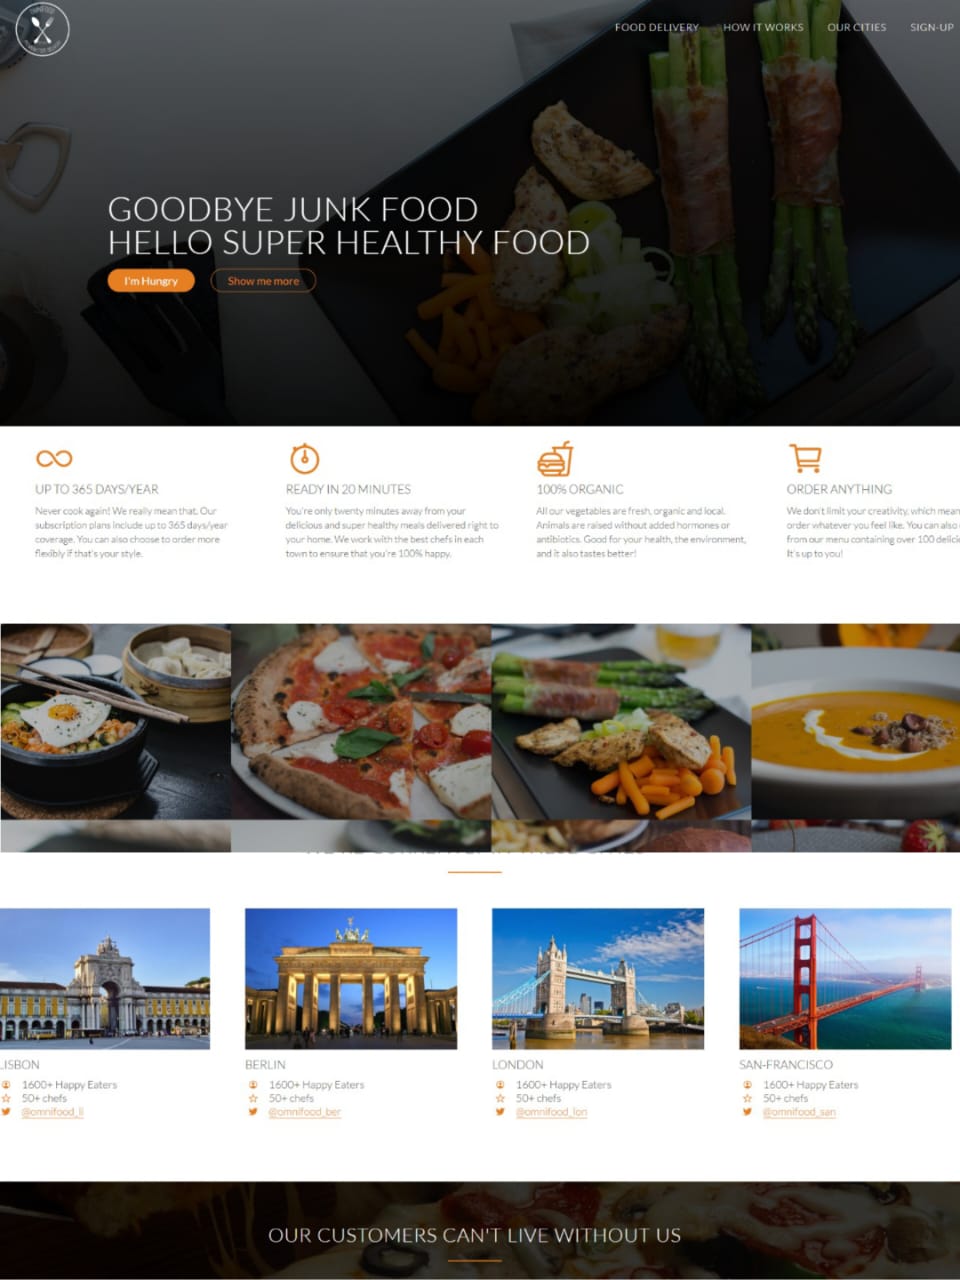 FOOD DELIVERY HOW IT WORKS OUR CITIES SIGN-UP
GOODBYE JUNK FOOD
HELLO SUPER HEALTHY FOOD
I'm Hungry Show me more
UP TO 365 DAYS/YEAR
Never cook again! We really mean that. Our
subscription plans include up to 365 days/year
coverage. You can also choose to order more
flexibly if that's your style.
READY IN 20 MINUTES
You're only twenty minutes away from your
delicious and super healthy meals delivered right to
your home. We work with the best chefs in each
town to ensure that you're 100% happy.
100% ORGANIC
All our vegetables are fresh, organic and local.
Animals are raised without added hormones or
antibiotics. Good for your health, the environment,
and it also tastes better!
ORDER ANYTHING
We don't limit your creativity, which mean
order whatever you feel like. You can also
from our menu containing over 100 delici
It's up to you!
LISBON
1600+ Happy Eaters
50+ chefs
@omnifood_li
BERLIN
1600+ Happy Eaters
50+ chefs
@omnifood_ber
LONDON
1600+ Happy Eaters
50+ chefs
@omnifood_lon
SAN-FRANCISCO
1600+ Happy Eaters
50+ chefs
@omnifood_san
OUR CUSTOMERS CAN'T LIVE WITHOUT US